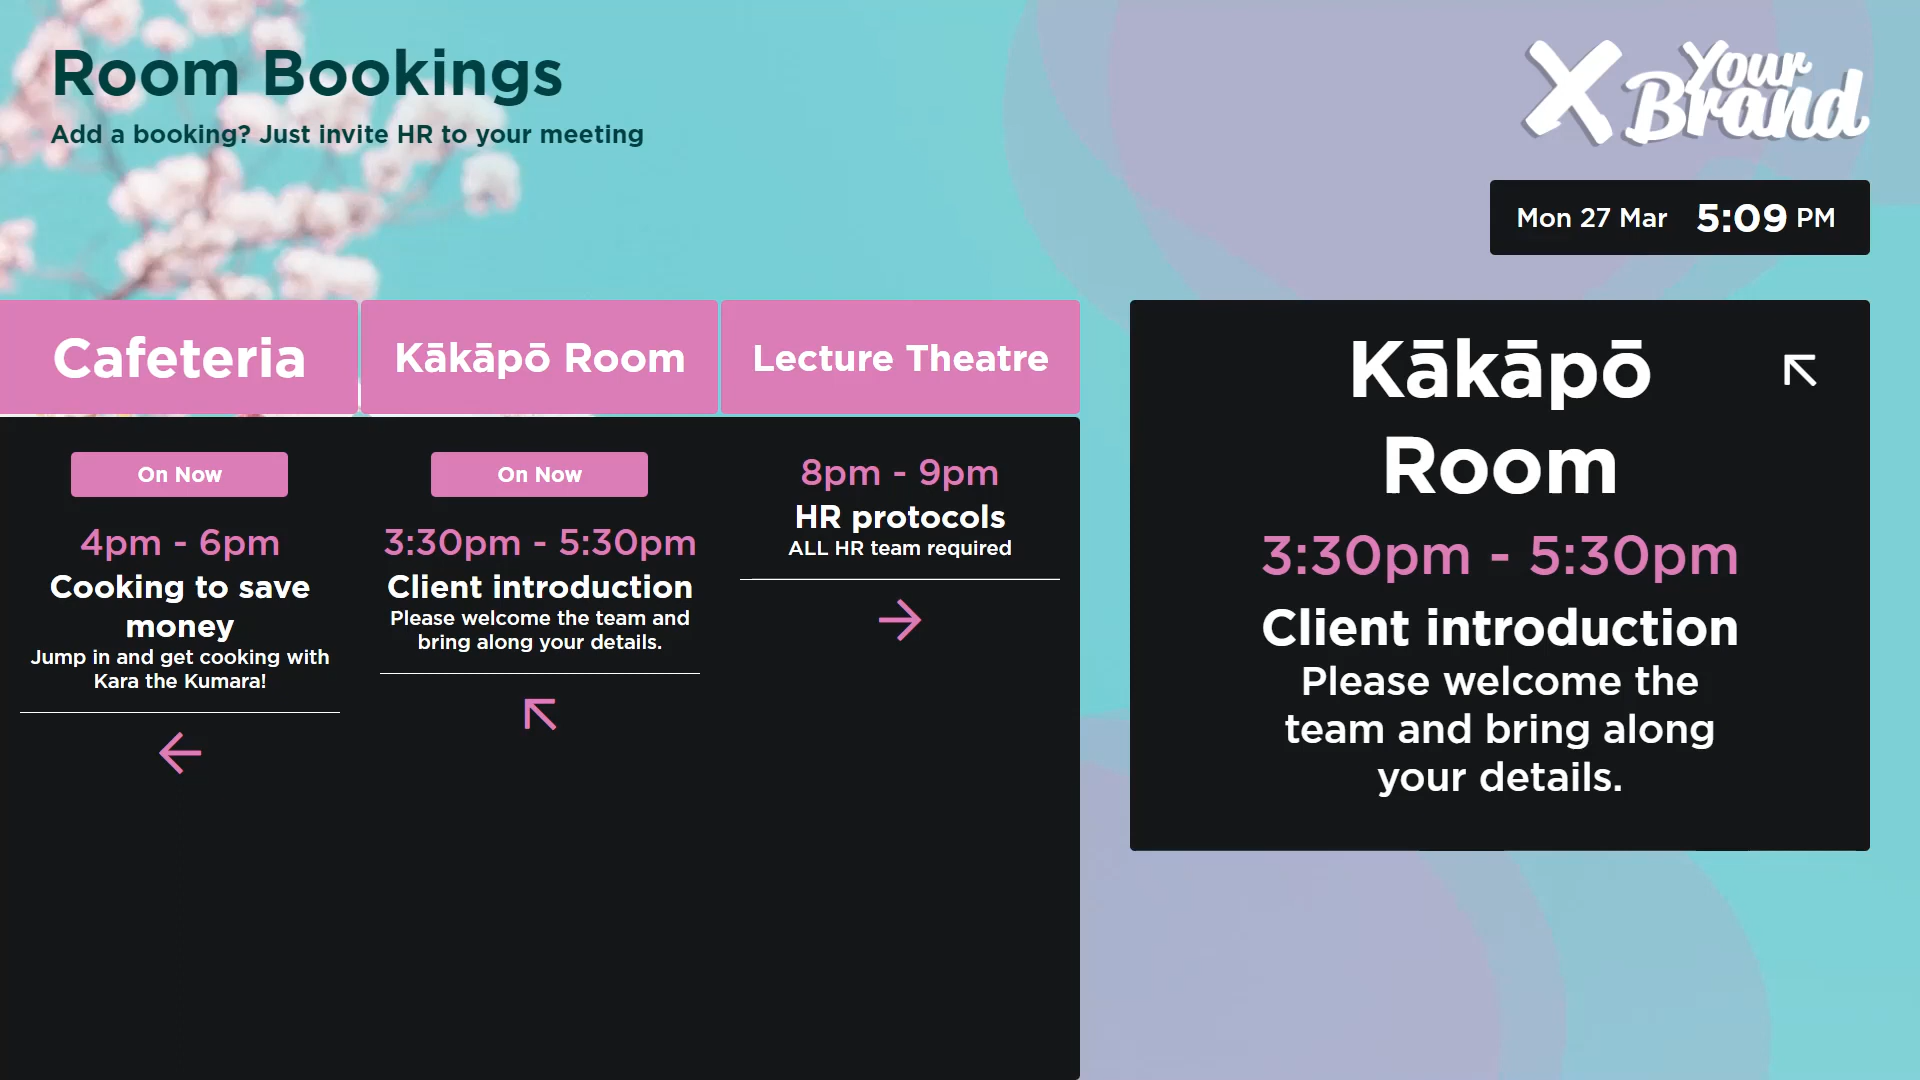 Room Bookings
Add a booking? Just invite HR to your meeting
Your
Brand
Mon 27 Mar 5:09 PM
Cafeteria
On Now
4pm - 6pm
Cooking to save
money
Jump in and get cooking with
Kara the Kumara!
Kākāpō Room
On Now
3:30pm - 5:30pm
Client introduction
Please welcome the team and
bring along your details.
Lecture Theatre
8pm - 9pm
HR protocols
ALL HR team required
Kākāpō
Room
3:30pm - 5:30pm
Client introduction
Please welcome the
team and bring along
your details.